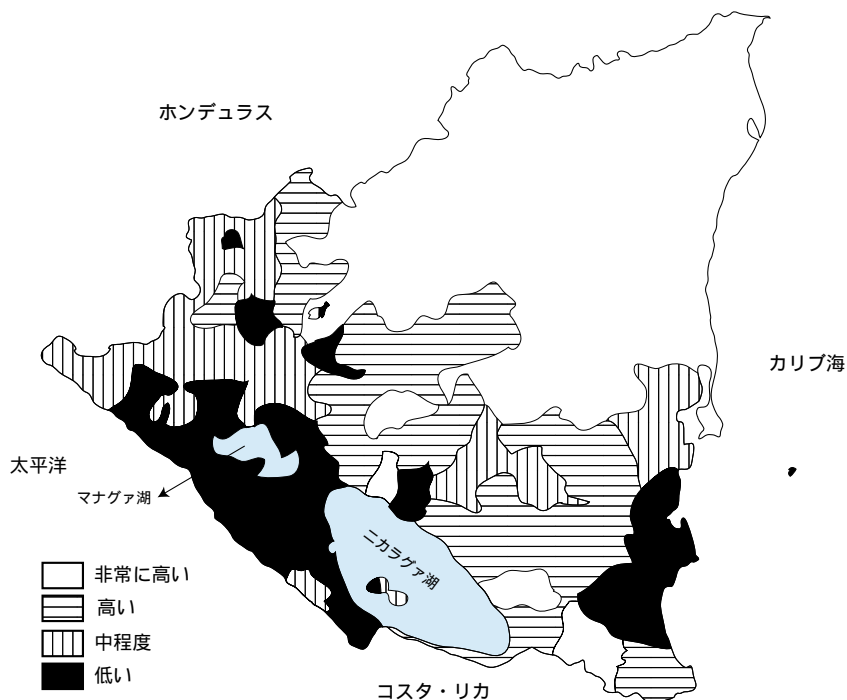 ホンデュラス
カリブ海
太平洋
マナグァ湖
ニカラグァ湖
非常に高い
高い
中程度
低い
コスタ・リカ